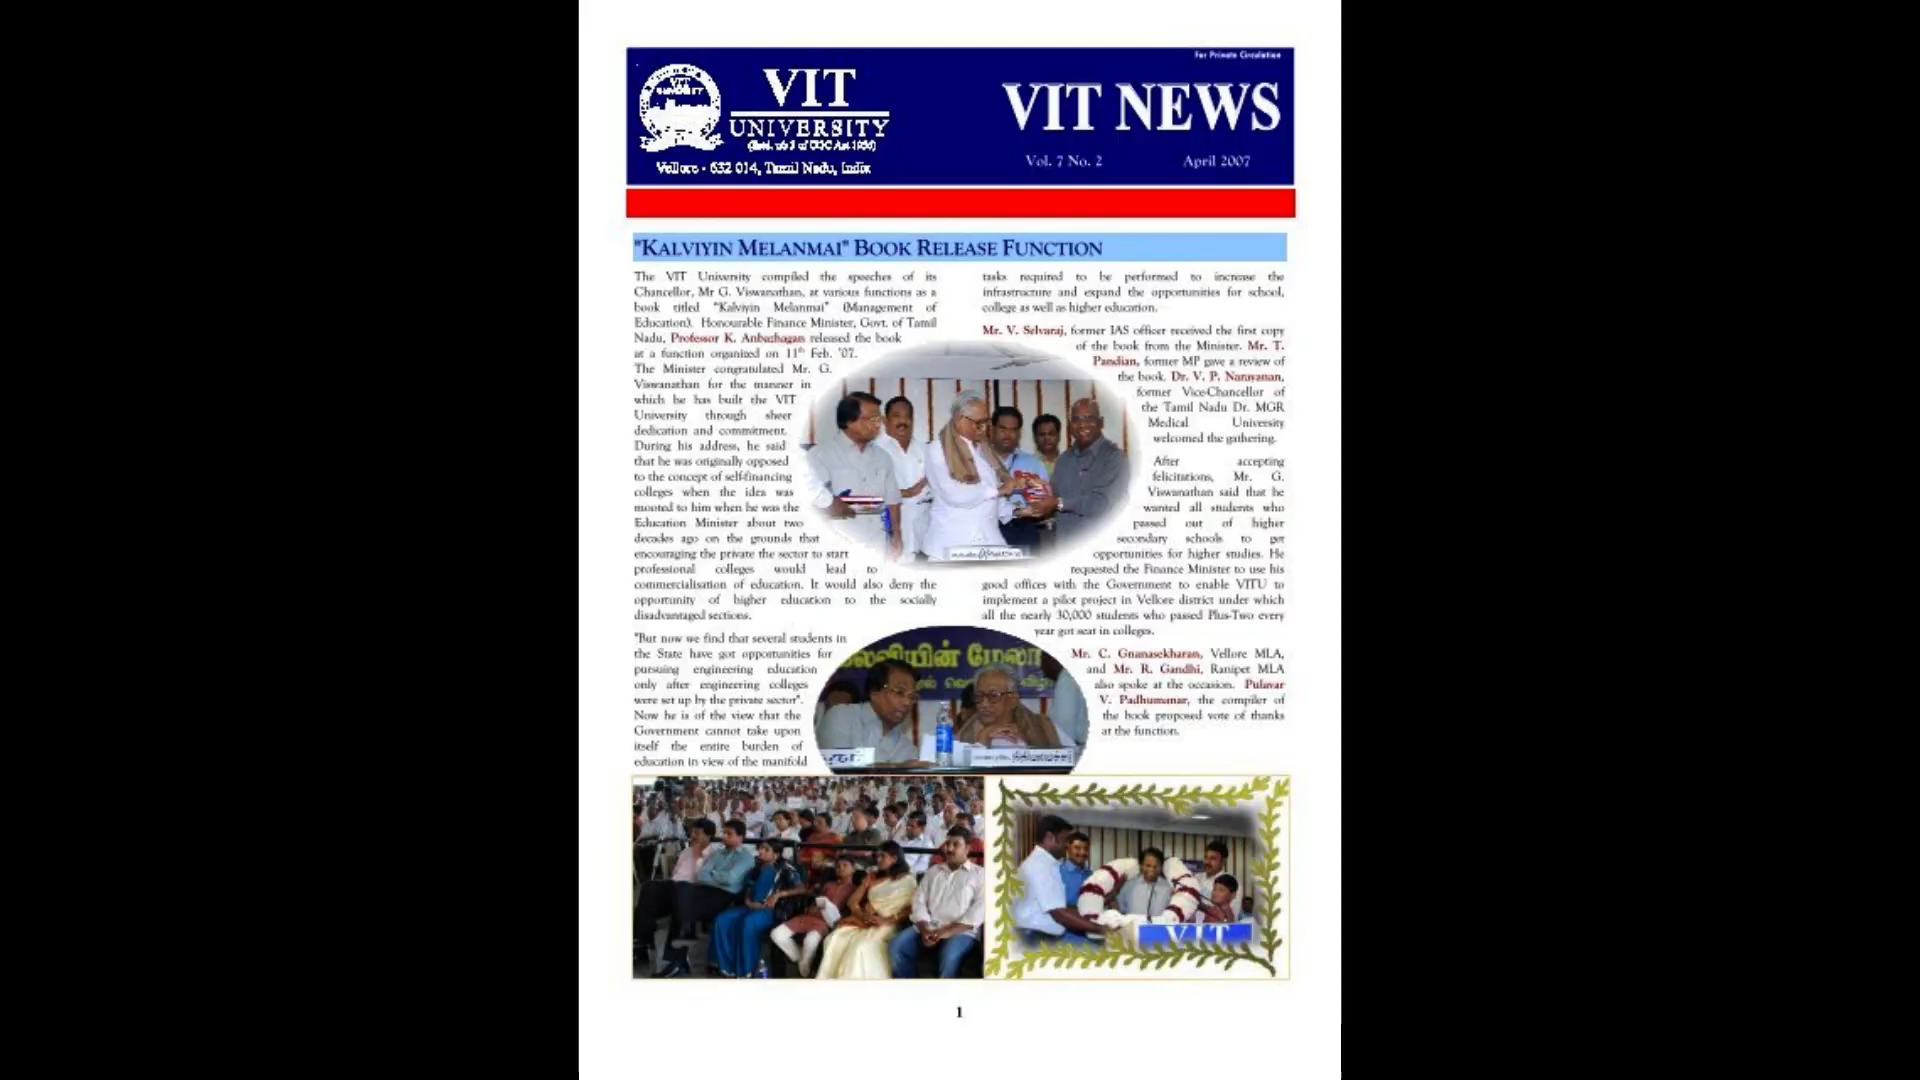 For Private Circulation
VIT
UNIVERSITY
(Estd. u/s 3 of UGC Act 1956)
Vellore - 632 014, Tamil Nadu, India
VIT NEWS
Vol. 7 No. 2 April 2007
"KALVIYIN MELANMAI" BOOK RELEASE FUNCTION
The VIT University compiled the speeches of its
Chancellor, Mr G. Viswanathan, at various functions as a
book titled "Kalviyin Melanmai" (Management of
Education). Honourable Finance Minister, Govt. of Tamil
Nadu, Professor K. Anbazhagan released the book
at a function organized on 11th Feb. '07.
The Minister congratulated Mr. G.
Viswanathan for the manner in
which he has built the VIT
University through sheer
dedication and commitment.
During his address, he said
that he was originally opposed
to the concept of self-financing
colleges when the idea was
mooted to him when he was the
Education Minister about two
decades ago on the grounds that
encouraging the private the sector to start
professional colleges would lead to
commercialisation of education. It would also deny the
opportunity of higher education to the socially
disadvantaged sections.
"But now we find that several students in
the State have got opportunities for
pursuing engineering education
only after engineering colleges
were set up by the private sector".
Now he is of the view that the
Government cannot take upon
itself the entire burden of
education in view of the manifold
tasks required to be performed to increase the
infrastructure and expand the opportunities for school,
college as well as higher education.
Mr. V. Selvaraj, former IAS officer received the first copy
of the book from the Minister. Mr. T.
Pandian, former MP gave a review of
the book. Dr. V. P. Narayanan,
former Vice-Chancellor of
the Tamil Nadu Dr. MGR
Medical University
welcomed the gathering.
After accepting
felicitations, Mr. G.
Viswanathan said that he
wanted all students who
passed out of higher
secondary schools to get
opportunities for higher studies. He
requested the Finance Minister to use his
good offices with the Government to enable VITU to
implement a pilot project in Vellore district under which
all the nearly 30,000 students who passed Plus-Two every
year got seat in colleges.
Mr. C. Gnanasekharan, Vellore MLA,
and Mr. R. Gandhi, Ranipet MLA
also spoke at the occasion. Pulavar
V. Padhumanar, the compiler of
the book proposed vote of thanks
at the function.
VIT
1